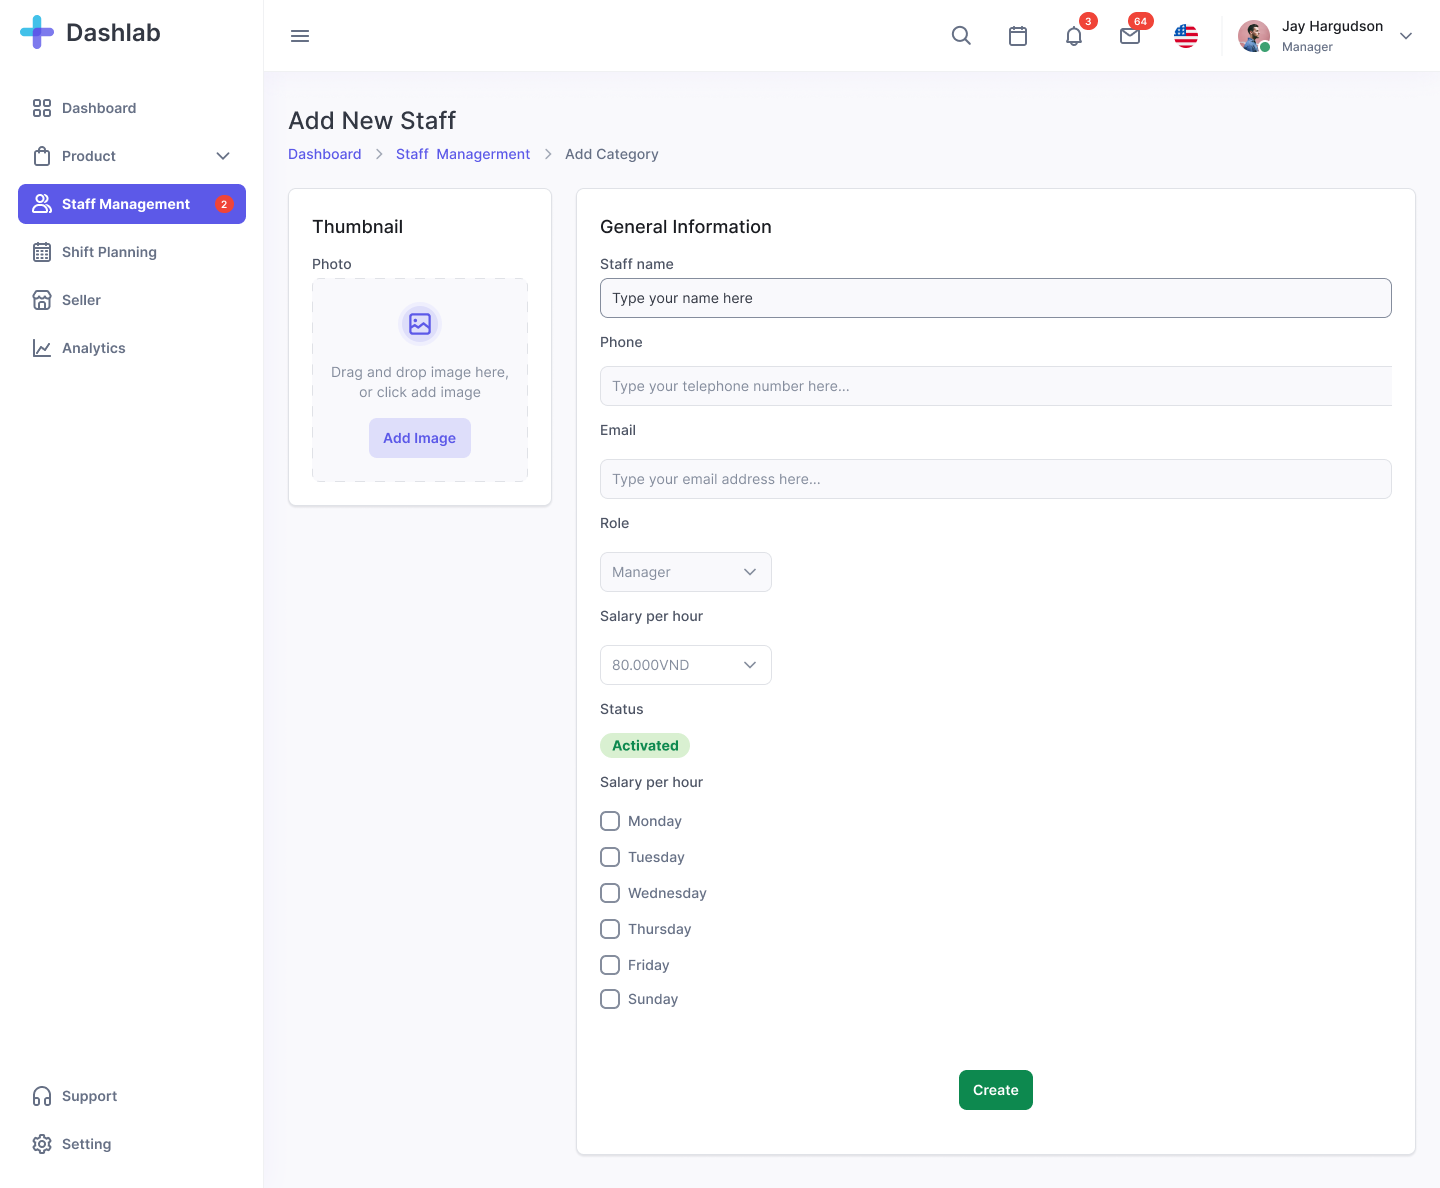 Dashlab
Dashboard
Product
Staff Management
2
Shift Planning
Seller
Analytics
Support
Setting
3
64
Jay Hargudson
Manager
Add New Staff
Dashboard
Staff Managerment
Add Category
Thumbnail
Photo
Drag and drop image here,
or click add image
Add Image
General Information
Staff name
Type your name here
Phone
Type your telephone number here...
Email
Type your email address here...
Role
Manager
Salary per hour
80.000VND
Status
Activated
Salary per hour
Monday
Tuesday
Wednesday
Thursday
Friday
Sunday
Create